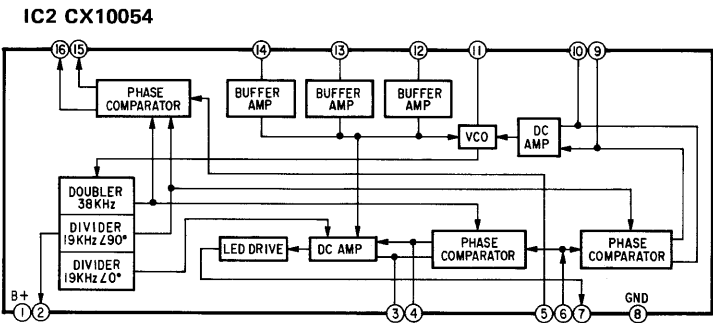 IC2 CX10054
16 15 14 13 12 11 10 9
PHASE
COMPARATOR
BUFFER
AMP
BUFFER
AMP
BUFFER
AMP
VCO
DC
AMP
DOUBLER
38KHz
DIVIDER
19KHz∠90°
DIVIDER
19KHz∠0°
LED DRIVE
DC AMP
PHASE
COMPARATOR
PHASE
COMPARATOR
B+
GND
1 2 3 4 5 6 7 8